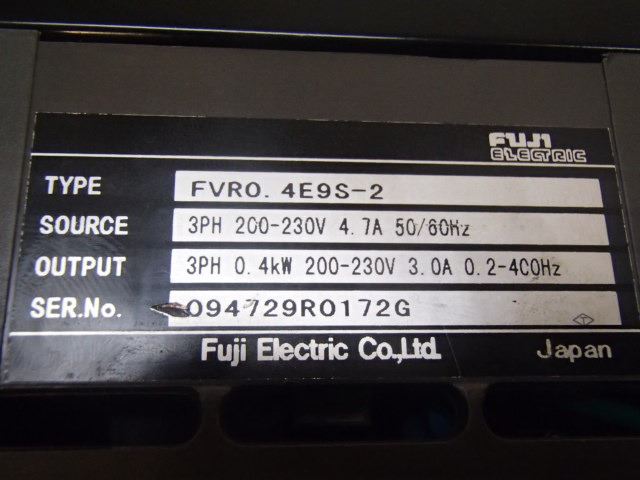 FUJI
ELECTRIC
TYPE FVR0.4E9S-2
SOURCE 3PH 200-230V 4.7A 50/60Hz
OUTPUT 3PH 0.4kW 200-230V 3.0A 0.2-400Hz
SER.No. 094729R0172G
T
Fuji Electric Co.,Ltd. Japan